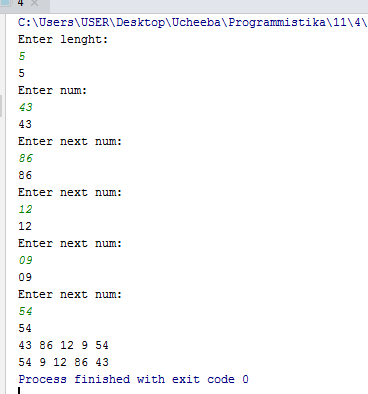 4
C:\Users\USER\Desktop\Ucheeba\Programmistika\11\4\
Enter lenght:
5
5
Enter num:
43
43
Enter next num:
86
86
Enter next num:
12
12
Enter next num:
09
09
Enter next num:
54
54
43 86 12 9 54
54 9 12 86 43
Process finished with exit code 0